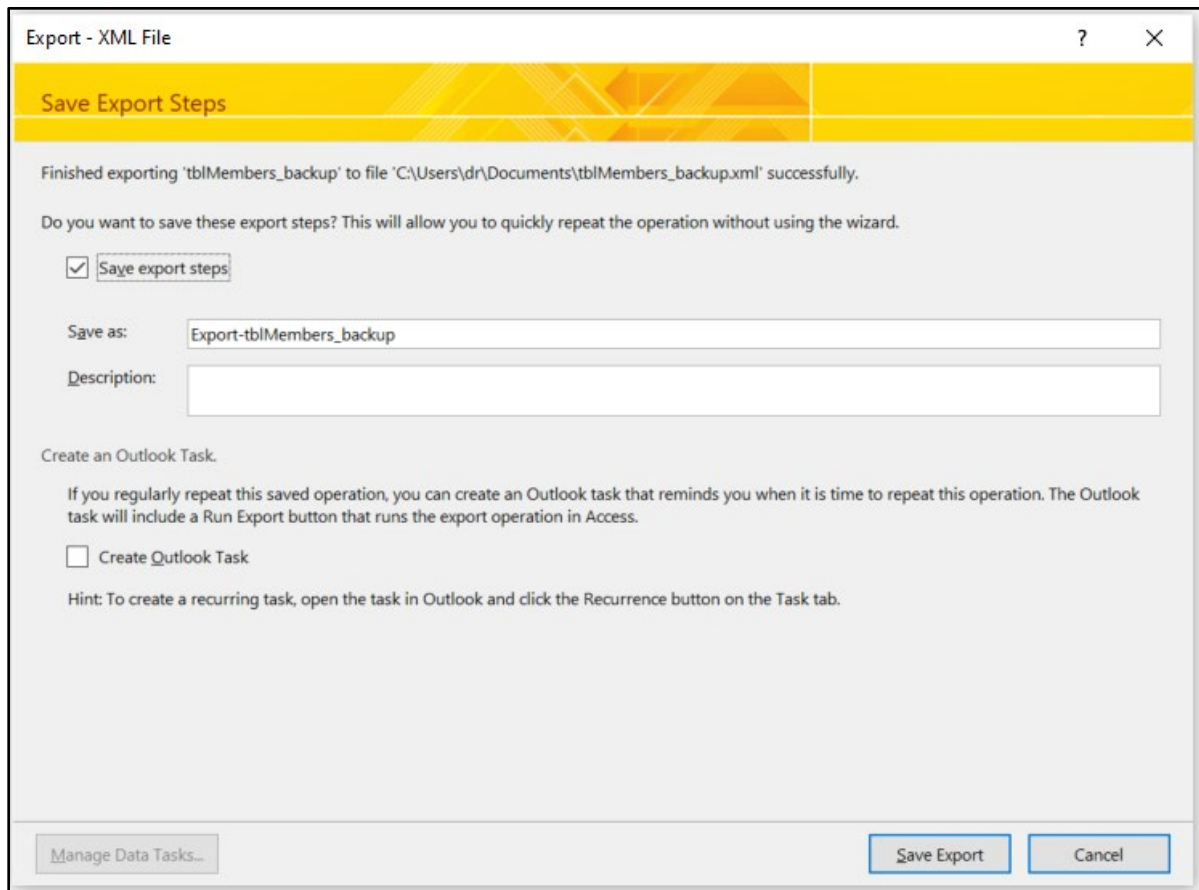 Export - XML File
?
Save Export Steps
Finished exporting 'tblMembers_backup' to file 'C:\Users\dr\Documents\tblMembers_backup.xml' successfully.
Do you want to save these export steps? This will allow you to quickly repeat the operation without using the wizard.
Save export steps
Save as:
Export-tblMembers_backup
Description:
Create an Outlook Task.
If you regularly repeat this saved operation, you can create an Outlook task that reminds you when it is time to repeat this operation. The Outlook
task will include a Run Export button that runs the export operation in Access.
Create Outlook Task
Hint: To create a recurring task, open the task in Outlook and click the Recurrence button on the Task tab.
Manage Data Tasks...
Save Export
Cancel